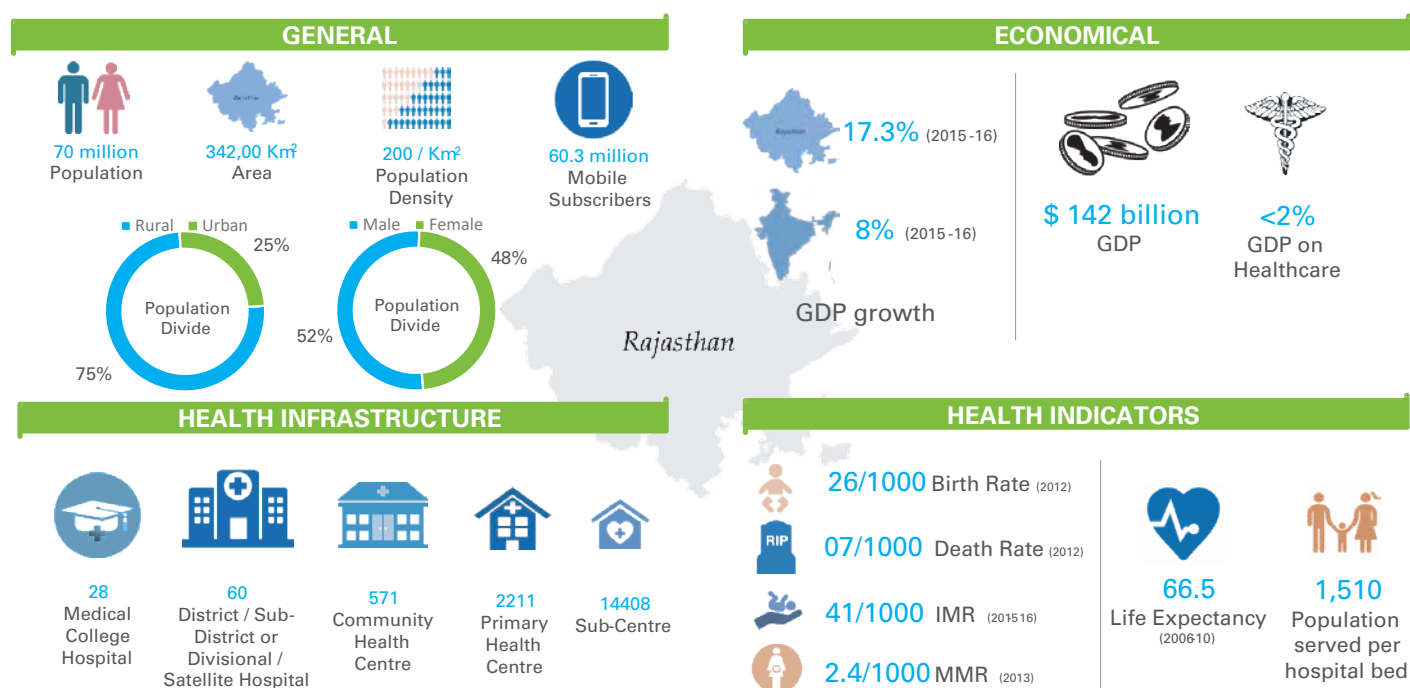 GENERAL
70 million
Population
342,00 Km²
Area
200 / Km²
Population
Density
60.3 million
Mobile
Subscribers
Rural Urban
25%
Population
Divide
75%
Male Female
48%
Population
Divide
52%
ECONOMICAL
Rajasthan
17.3% (2015-16)
8% (2015-16)
GDP growth
$ 142 billion
GDP
<2%
GDP on
Healthcare
Rajasthan
HEALTH INFRASTRUCTURE
28
Medical
College
Hospital
60
District / Sub-
District or
Divisional /
Satellite Hospital
571
Community
Health
Centre
2211
Primary
Health
Centre
14408
Sub-Centre
HEALTH INDICATORS
26/1000 Birth Rate (2012)
RIP
07/1000 Death Rate (2012)
41/1000 IMR (201516)
2.4/1000 MMR (2013)
66.5
Life Expectancy
(200610)
1,510
Population
served per
hospital bed